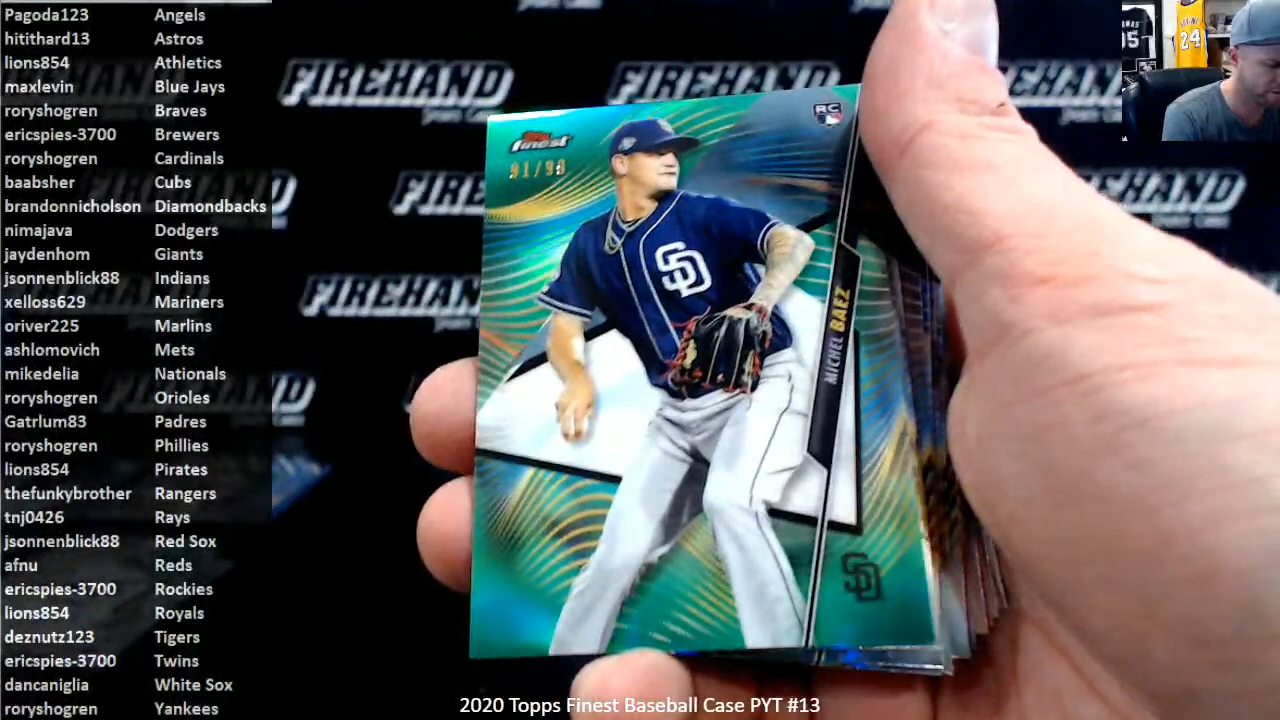 Pagoda123 Angels
hitithard13 Astros
lions854 Athletics
maxlevin Blue Jays
roryshogren Braves
ericspies-3700 Brewers
roryshogren Cardinals
baabsher Cubs
brandonnicholson Diamondbacks
nimajava Dodgers
jaydenhom Giants
jsonnenblick88 Indians
xelloss629 Mariners
oriver225 Marlins
ashlomovich Mets
mikedelia Nationals
roryshogren Orioles
Gatrlum83 Padres
roryshogren Phillies
lions854 Pirates
thefunkybrother Rangers
tnj0426 Rays
jsonnenblick88 Red Sox
afnu Reds
ericspies-3700 Rockies
lions854 Royals
deznutz123 Tigers
ericspies-3700 Twins
dancaniglia White Sox
roryshogren Yankees
FIREHAND
FIREHAND
FIREHAND
FIREHAND
FIREHAND
Topps
Finest
RC
SD
MICHEL BAEZ
SD
24
2020 Topps Finest Baseball Case PYT #13